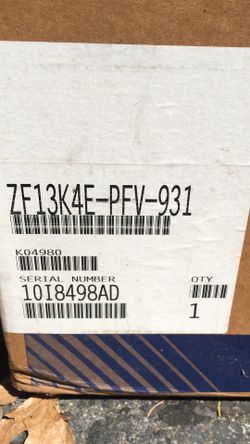 ZF13K4E-PFV-931
K04980
SERIAL NUMBER
10I8498AD
QTY
1